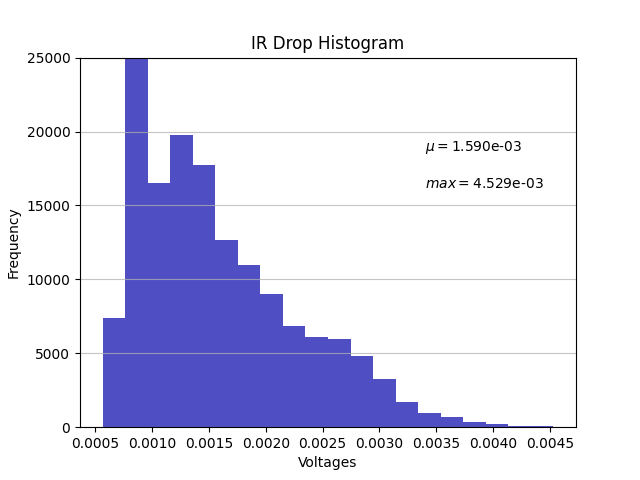 IR Drop Histogram
25000
20000
15000
10000
5000
0
Frequency
μ = 1.590e-03
max = 4.529e-03
0.0005 0.0010 0.0015 0.0020 0.0025 0.0030 0.0035 0.0040 0.0045
Voltages